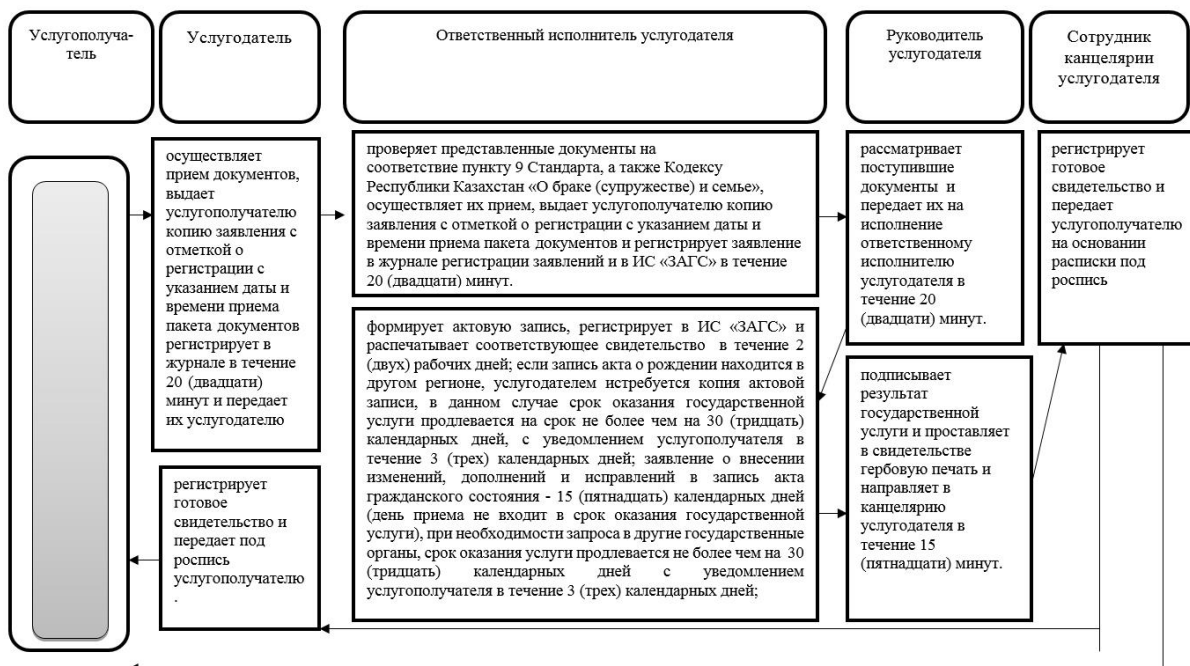 Услугополуча-
тель
Услугодатель
Ответственный исполнитель услугодателя
Руководитель
услугодателя
Сотрудник
канцелярии
услугодателя
осуществляет
прием документов,
выдает
услугополучателю
копию заявления с
отметкой о
регистрации с
указанием даты и
времени приема
пакета документов
регистрирует в
журнале в течение
20 (двадцати)
минут и передает
их услугодателю
проверяет представленные документы на
соответствие пункту 9 Стандарта, а также Кодексу
Республики Казахстан «О браке (супружестве) и семье»,
осуществляет их прием, выдает услугополучателю копию
заявления с отметкой о регистрации с указанием даты и
времени приема пакета документов и регистрирует заявление
в журнале регистрации заявлений и в ИС «ЗАГС» в течение
20 (двадцати) минут.
рассматривает
поступившие
документы и
передает их на
исполнение
ответственному
исполнителю
услугодателя в
течение 20
(двадцати) минут.
регистрирует
готовое
свидетельство и
передает
услугополучателю
на основании
расписки под
роспись
формирует актовую запись, регистрирует в ИС «ЗАГС» и
распечатывает соответствующее свидетельство в течение 2
(двух) рабочих дней; если запись акта о рождении находится в
другом регионе, услугодателем истребуется копия актовой
записи, в данном случае срок оказания государственной
услуги продлевается на срок не более чем на 30 (тридцать)
календарных дней, с уведомлением услугополучателя в
течение 3 (трех) календарных дней; заявление о внесении
изменений, дополнений и исправлений в запись акта
гражданского состояния - 15 (пятнадцать) календарных дней
(день приема не входит в срок оказания государственной
услуги), при необходимости запроса в другие государственные
органы, срок оказания услуги продлевается не более чем на 30
(тридцать) календарных дней с уведомлением
услугополучателя в течение 3 (трех) календарных дней;
подписывает
результат
государственной
услуги и проставляет
в свидетельстве
гербовую печать и
направляет в
канцелярию
услугодателя в
течение 15
(пятнадцати) минут.
регистрирует
готовое
свидетельство и
передает под
роспись
услугополучателю
.